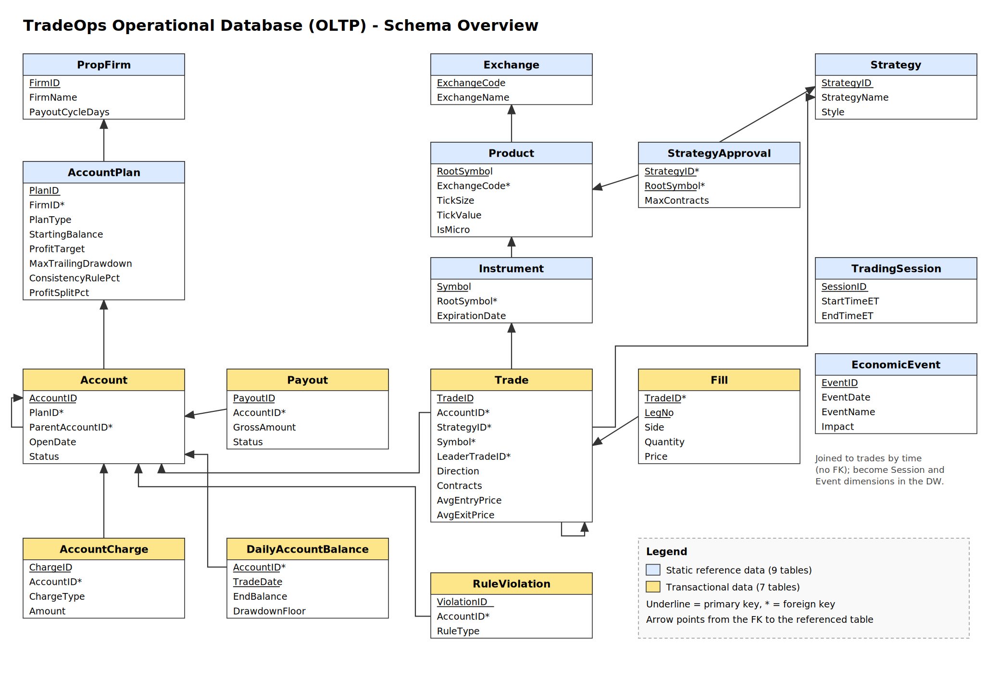 TradeOps Operational Database (OLTP) - Schema Overview
PropFirm
FirmID
FirmName
PayoutCycleDays
Exchange
ExchangeCode
ExchangeName
Strategy
StrategyID
StrategyName
Style
AccountPlan
PlanID
FirmID*
PlanType
StartingBalance
ProfitTarget
MaxTrailingDrawdown
ConsistencyRulePct
ProfitSplitPct
Product
RootSymbol
ExchangeCode*
TickSize
TickValue
IsMicro
StrategyApproval
StrategyID*
RootSymbol*
MaxContracts
Instrument
Symbol
RootSymbol*
ExpirationDate
TradingSession
SessionID
StartTimeET
EndTimeET
Account
AccountID
PlanID*
ParentAccountID*
OpenDate
Status
Payout
PayoutID
AccountID*
GrossAmount
Status
Trade
TradeID
AccountID*
StrategyID*
Symbol*
LeaderTradeID*
Direction
Contracts
AvgEntryPrice
AvgExitPrice
Fill
TradeID*
LegNo
Side
Quantity
Price
EconomicEvent
EventID
EventDate
EventName
Impact
Joined to trades by time
(no FK); become Session and
Event dimensions in the DW.
AccountCharge
ChargeID
AccountID*
ChargeType
Amount
DailyAccountBalance
AccountID*
TradeDate
EndBalance
DrawdownFloor
RuleViolation
ViolationID
AccountID*
RuleType
Legend
Static reference data (9 tables)
Transactional data (7 tables)
Underline = primary key, * = foreign key
Arrow points from the FK to the referenced table